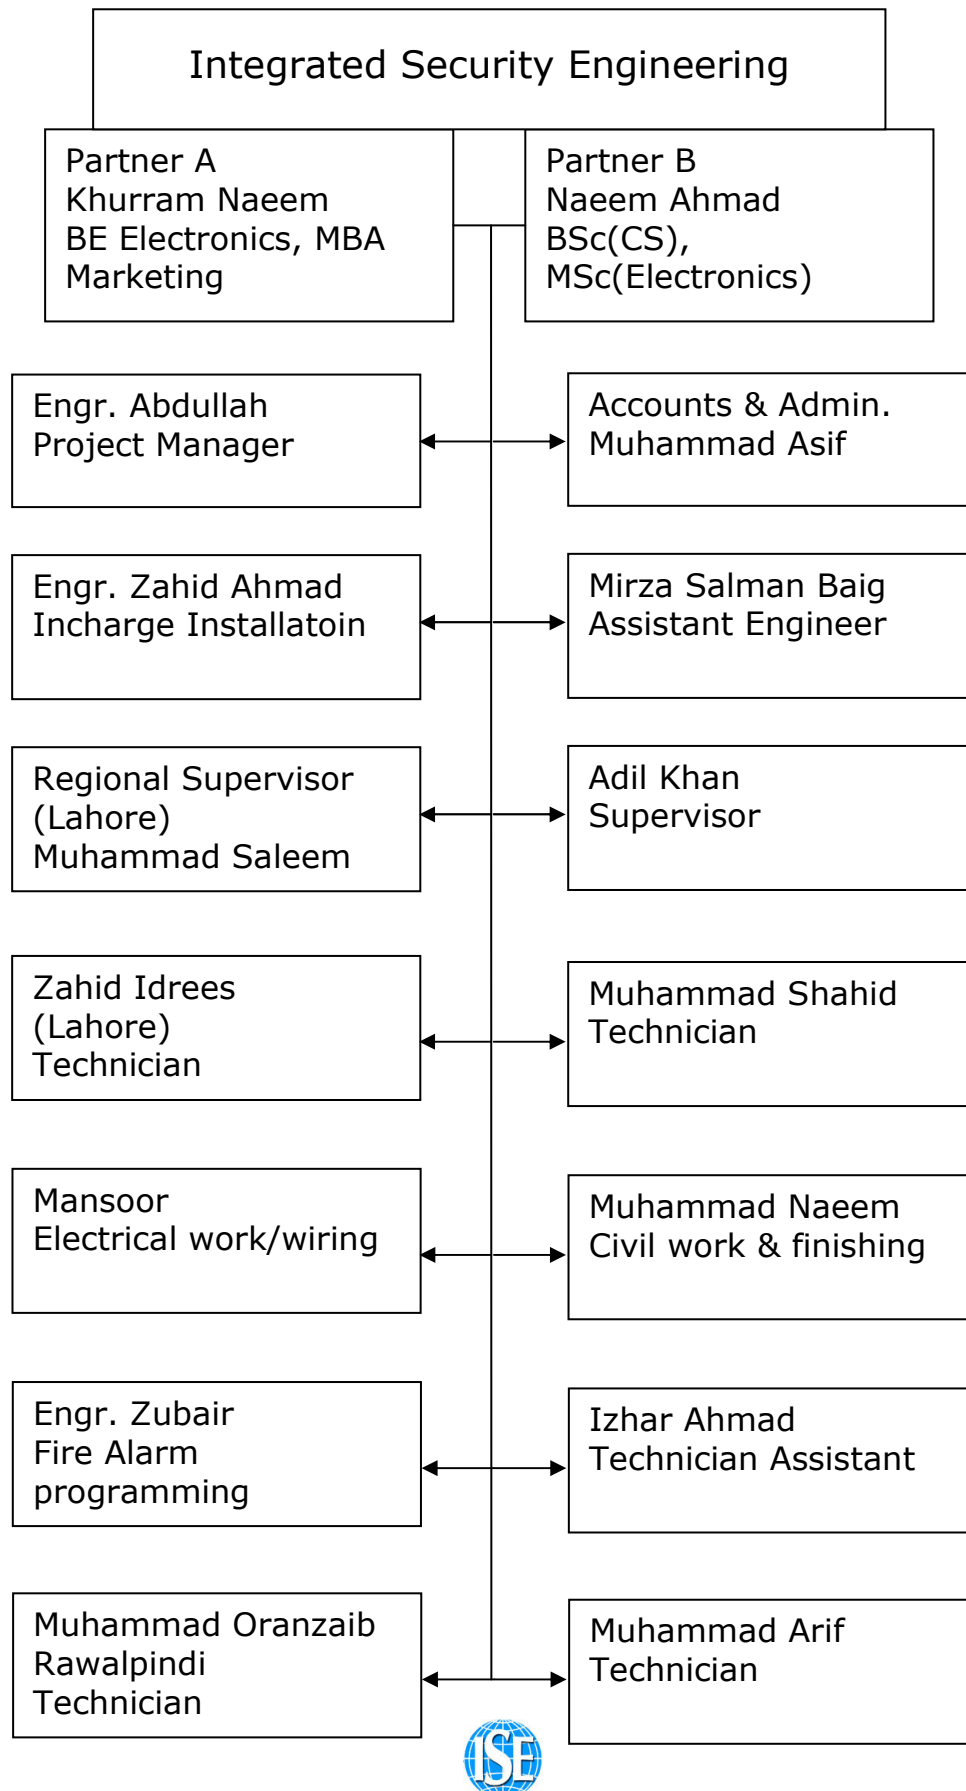 Integrated Security Engineering
Partner A
Khurram Naeem
BE Electronics, MBA
Marketing
Partner B
Naeem Ahmad
BSc(CS),
MSc(Electronics)
Engr. Abdullah
Project Manager
Accounts & Admin.
Muhammad Asif
Engr. Zahid Ahmad
Incharge Installatoin
Mirza Salman Baig
Assistant Engineer
Regional Supervisor
(Lahore)
Muhammad Saleem
Adil Khan
Supervisor
Zahid Idrees
(Lahore)
Technician
Muhammad Shahid
Technician
Mansoor
Electrical work/wiring
Muhammad Naeem
Civil work & finishing
Engr. Zubair
Fire Alarm
programming
Izhar Ahmad
Technician Assistant
Muhammad Oranzaib
Rawalpindi
Technician
Muhammad Arif
Technician
ISE